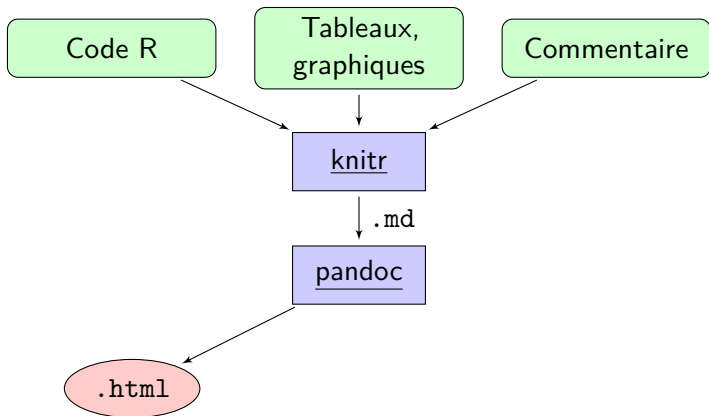 Code R
Tableaux,
graphiques
Commentaire
knitr
.md
pandoc
.html